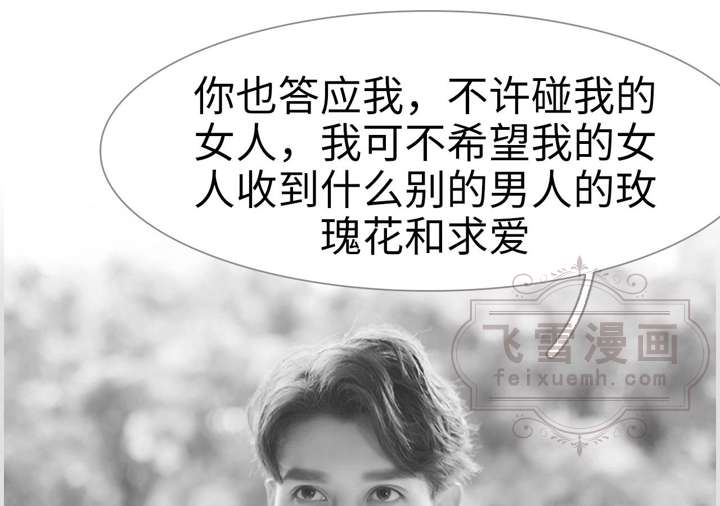 你也答应我，不许碰我的
女人，我可不希望我的女
人收到什么别的男人的玫
瑰花和求爱
飞雪漫画
feixuemh.com